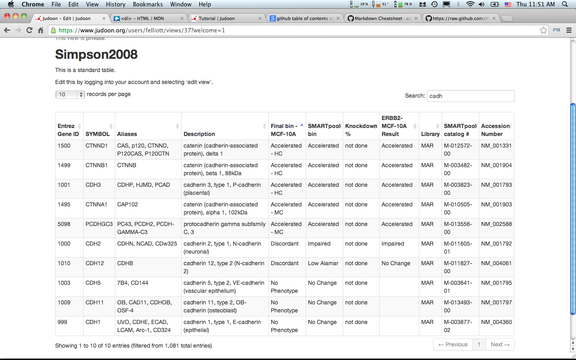 Chrome File Edit View History Bookmarks Window Help
Thu 11:51 AM
judoon - Edit | Judoon
<dl> - HTML | MDN
Tutorial | Judoon
github table of contents
Markdown Cheatsheet
https://raw.github.com
https://www.judoon.org/users/felliott/views/37?welcome=1
This view is private.
Simpson2008
This is a standard table.
Edit this by logging into your account and selecting 'edit view'.
10 records per page
Search: cadh
Entrez Gene ID SYMBOL Aliases Description Final bin - MCF-10A SMARTpool bin Knockdown % ERBB2-MCF-10A Result Library SMARTpool catalog # Accession Number
1500 CTNND1 CAS, p120, CTNND, P120CAS, P120CTN catenin (cadherin-associated protein), delta 1 Accelerated - HC Accelerated not done Accelerated MAR M-012572-00 NM_001331
1499 CTNNB1 CTNNB catenin (cadherin-associated protein), beta 1, 88kDa Accelerated - HC Accelerated not done Accelerated MAR M-003482-00 NM_001904
1001 CDH3 CDHP, HJMD, PCAD cadherin 3, type 1, P-cadherin (placental) Accelerated - MC Accelerated not done Accelerated MAR M-003823-00 NM_001793
1495 CTNNA1 CAP102 catenin (cadherin-associated protein), alpha 1, 102kDa Accelerated - MC Accelerated not done Accelerated MAR M-010505-00 NM_001903
5098 PCDHGC3 PC43, PCDH2, PCDH-GAMMA-C3 protocadherin gamma subfamily C, 3 Accelerated - MC Accelerated not done Accelerated MAR M-013556-00 NM_002588
1000 CDH2 CDHN, NCAD, CDw325 cadherin 2, type 1, N-cadherin (neuronal) Discordant Impaired not done Impaired MAR M-011605-01 NM_001792
1010 CDH12 CDHB cadherin 12, type 2 (N-cadherin 2) Discordant Low Alamar not done No Change MAR M-011827-00 NM_004061
1003 CDH5 7B4, CD144 cadherin 5, type 2, VE-cadherin (vascular epithelium) No Phenotype No Change not done MAR M-003641-01 NM_001795
1009 CDH11 OB, CAD11, CDHOB, OSF-4 cadherin 11, type 2, OB-cadherin (osteoblast) No Phenotype No Change not done MAR M-013493-00 NM_001797
999 CDH1 UVO, CDHE, ECAD, LCAM, Arc-1, CD324 cadherin 1, type 1, E-cadherin (epithelial) No Phenotype No Change not done MAR M-003877-02 NM_004360
Showing 1 to 10 of 10 entries (filtered from 1,081 total entries)
← Previous 1 Next →